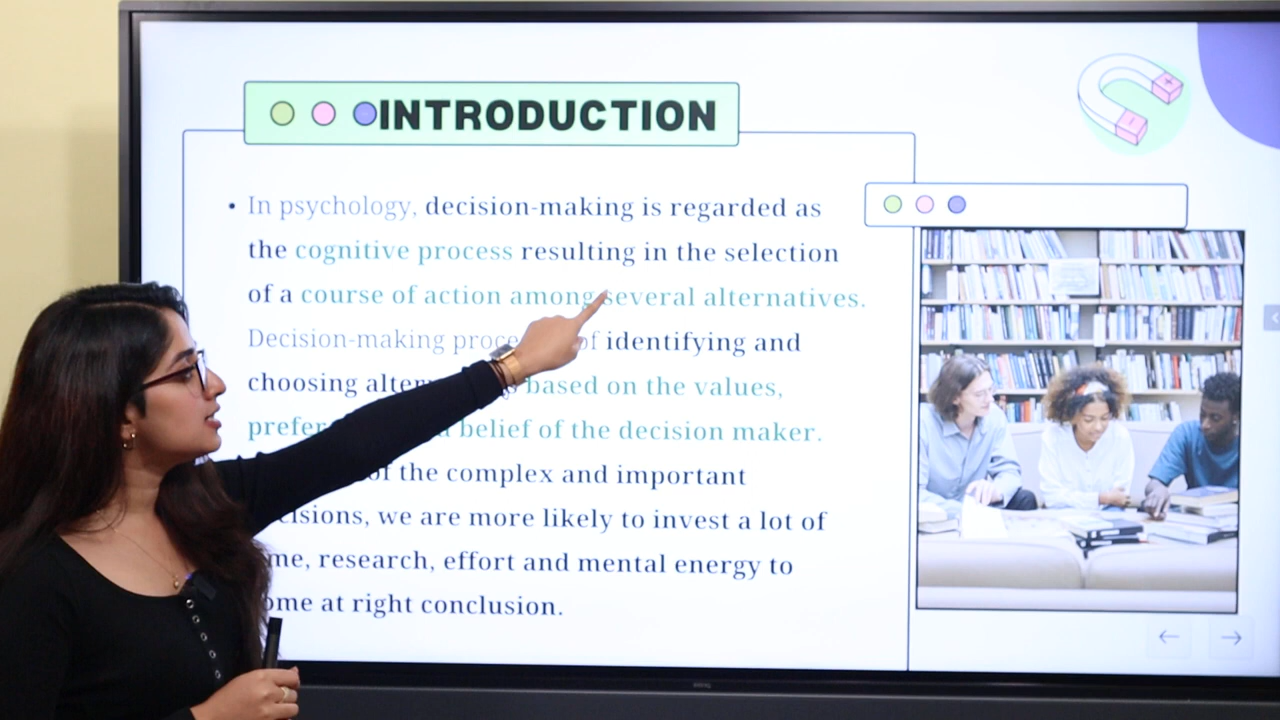 INTRODUCTION
• In psychology, decision-making is regarded as
the cognitive process resulting in the selection
of a course of action among several alternatives.
Decision-making of identifying and
choosing based on the values,
belief of the decision maker.
of the complex and important
we are more likely to invest a lot of
research, effort and mental energy to
at right conclusion.